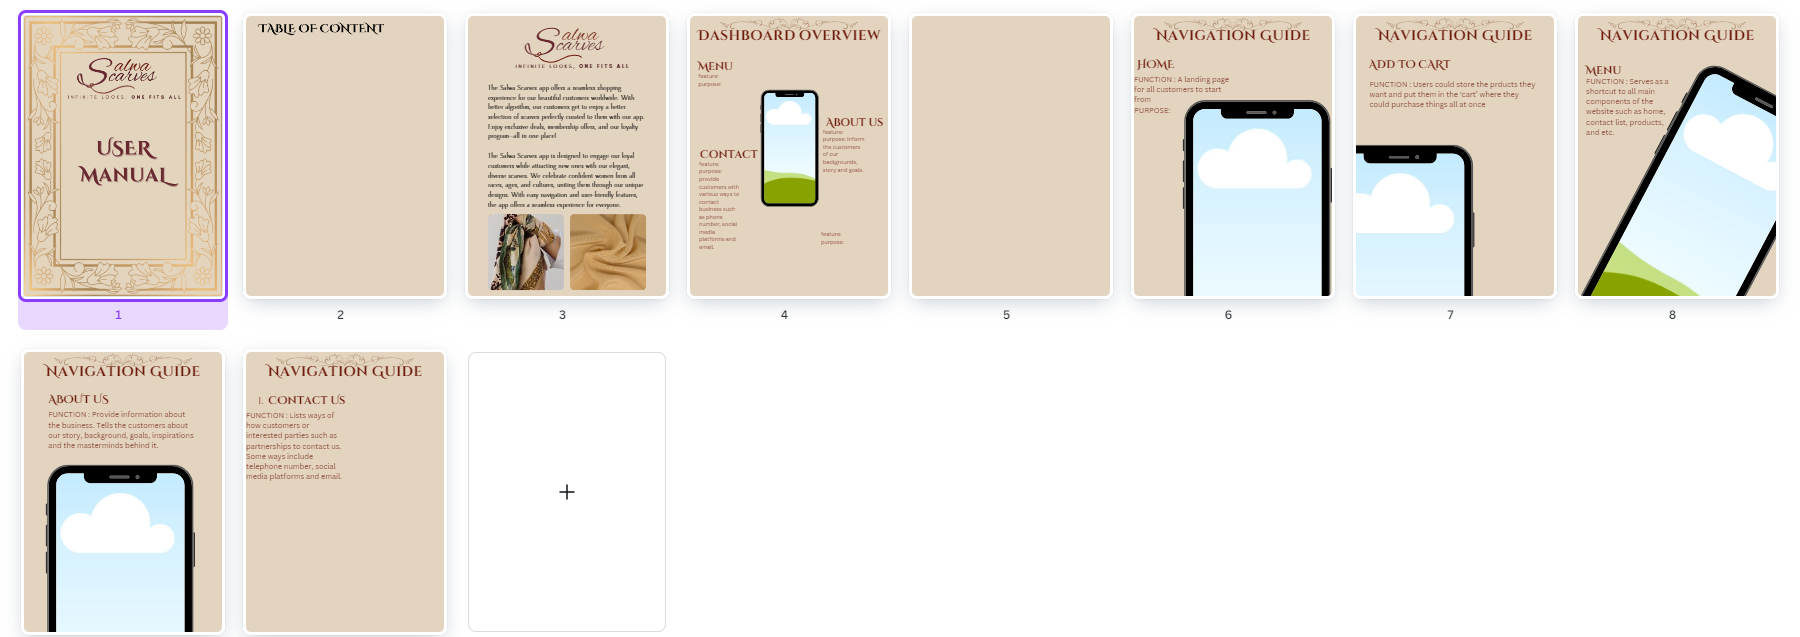 Salwa
Scarves
INFINITE LOOKS, ONE FITS ALL
USER
MANUAL
1
TABLE OF CONTENT
2
Salwa
Scarves
INFINITE LOOKS, ONE FITS ALL
The Salwa Scarves app offers a seamless shopping
experience for our beautiful customers worldwide. With
better algorithm, our customers get to enjoy a better
selection of scarves perfectly curated to them with our app.
Enjoy exclusive deals, membership offers, and our loyalty
program—all in one place!
The Salwa Scarves app is designed to engage our loyal
customers while attracting new ones with our elegant,
diverse scarves. We celebrate confident women from all
races, ages, and cultures, uniting them through our unique
designs. With easy navigation and user-friendly features,
the app offers a seamless experience for everyone.
3
DASHBOARD OVERVIEW
MENU
feature:
purpose:
ABOUT US
feature:
purpose: inform
the customers
of our
backgrounds,
story and goals.
CONTACT
feature:
purpose:
provide
customers with
various ways to
contact
business such
as phone
number, social
media
platforms and
email.
feature:
purpose:
4
5
NAVIGATION GUIDE
HOME
FUNCTION : A landing page
for all customers to start
from
PURPOSE:
6
NAVIGATION GUIDE
ADD TO CART
FUNCTION : Users could store the prducts they
want and put them in the 'cart' where they
could purchase things all at once
7
NAVIGATION GUIDE
MENU
FUNCTION : Serves as a
shortcut to all main
components of the
website such as home,
contact list, products,
and etc.
8
NAVIGATION GUIDE
ABOUT US
FUNCTION : Provide information about
the business. Tells the customers about
our story, background, goals, inspirations
and the masterminds behind it.
NAVIGATION GUIDE
1. CONTACT US
FUNCTION : Lists ways of
how customers or
interested parties such as
partnerships to contact us.
Some ways include
telephone number, social
media platforms and email.